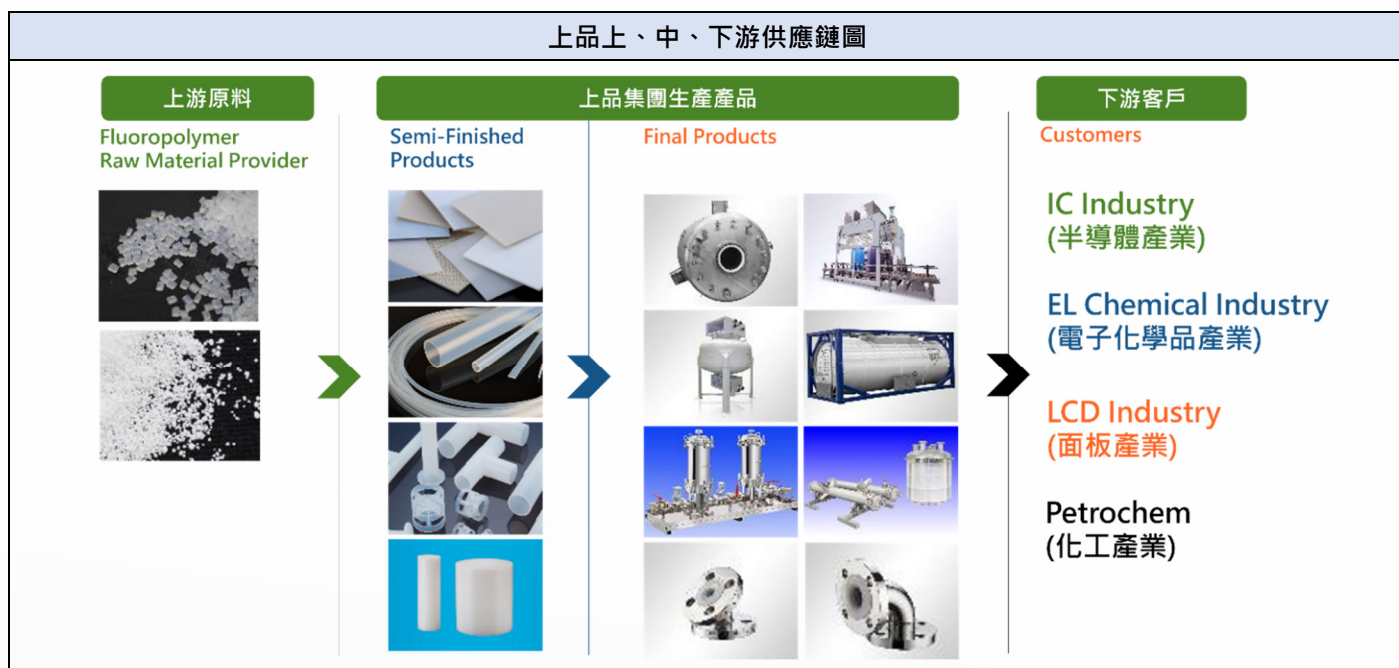 上品上、中、下游供應鏈圖
上游原料
上品集團生產產品
下游客戶
Fluoropolymer
Raw Material Provider
Semi-Finished
Products
Final Products
Customers
IC Industry
(半導體產業)
EL Chemical Industry
(電子化學品產業)
LCD Industry
(面板產業)
Petrochem
(化工產業)